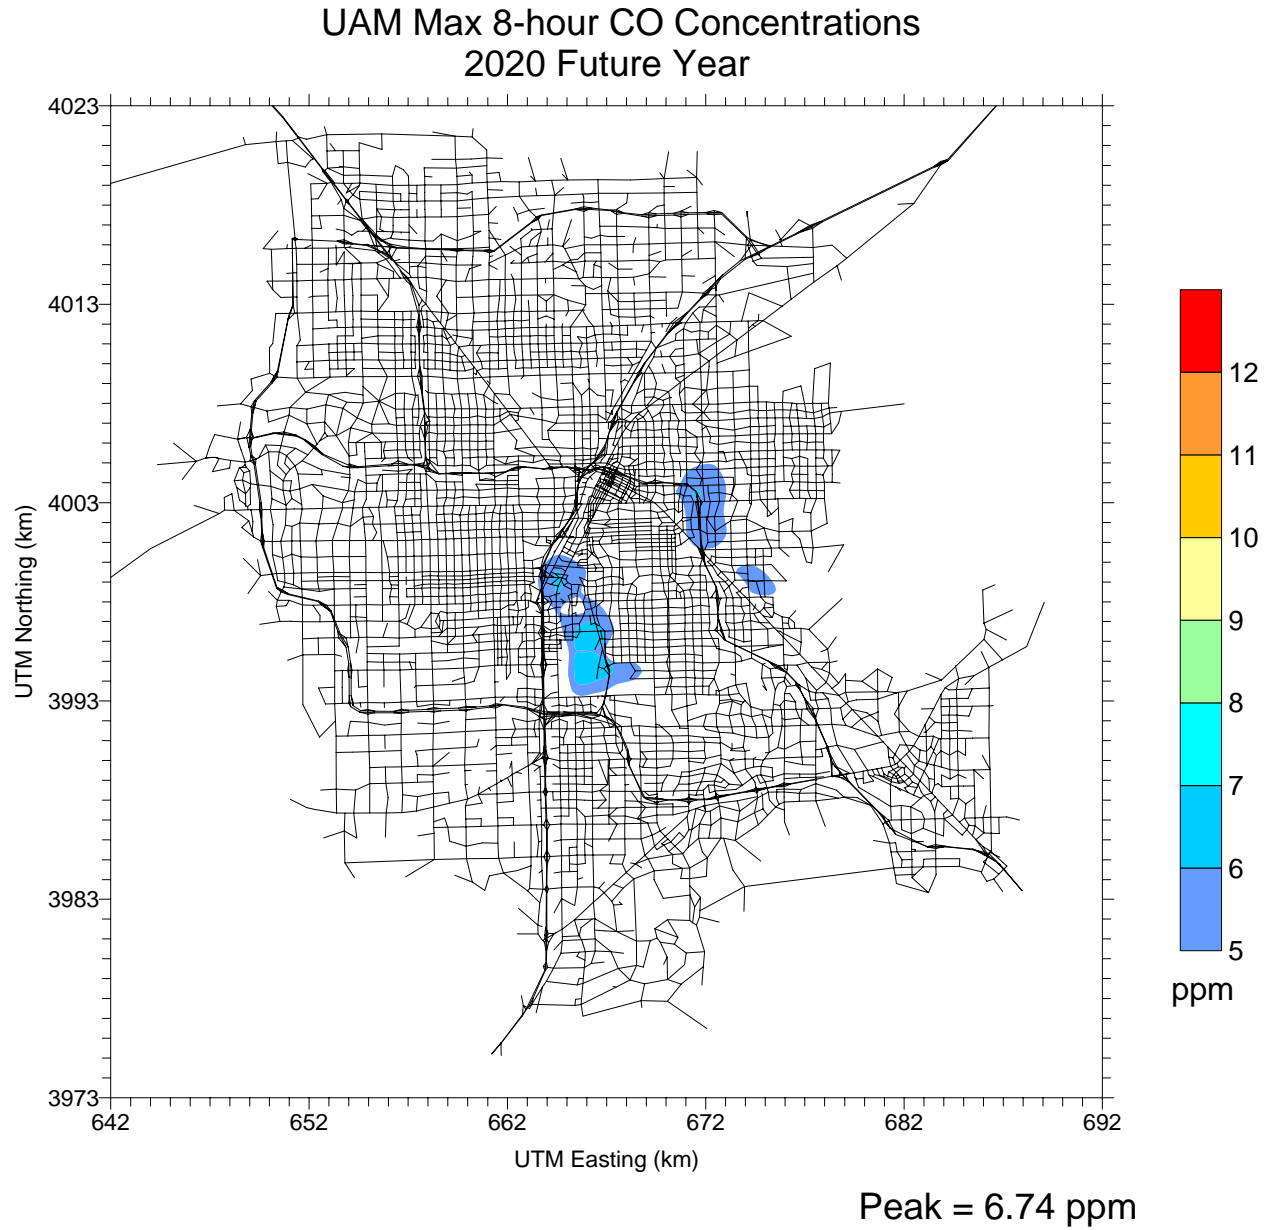 UAM Max 8-hour CO Concentrations
2020 Future Year
4023
4013
4003
3993
3983
3973
UTM Northing (km)
642 652 662 672 682 692
UTM Easting (km)
12
11
10
9
8
7
6
5
ppm
Peak = 6.74 ppm